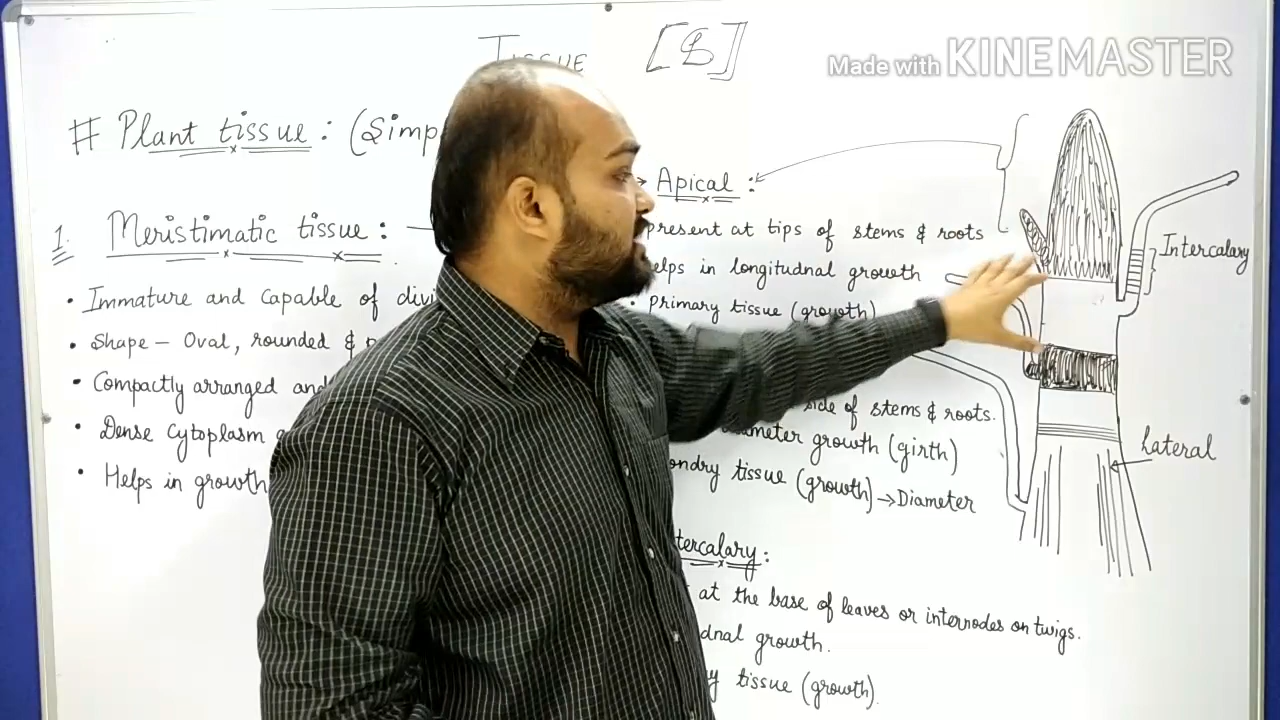 Tissue
Made with KINEMASTER
# Plant tissue: (Simp
Apical :
1. Meristimatic tissue :
present at tips of stems & roots
Intercalary
elps in longitudnal growth
• Immature and capable of divi
• primary tissue (growth)
• Shape - Oval, rounded & p
• Compactly arranged and
side of stems & roots.
• Dense Cytoplasm
diameter growth (girth)
Lateral
• Helps in growth
ondry tissue (growth) → Diameter
tercalary :
at the base of leaves or internodes on twigs.
dnal growth.
y tissue (growth).